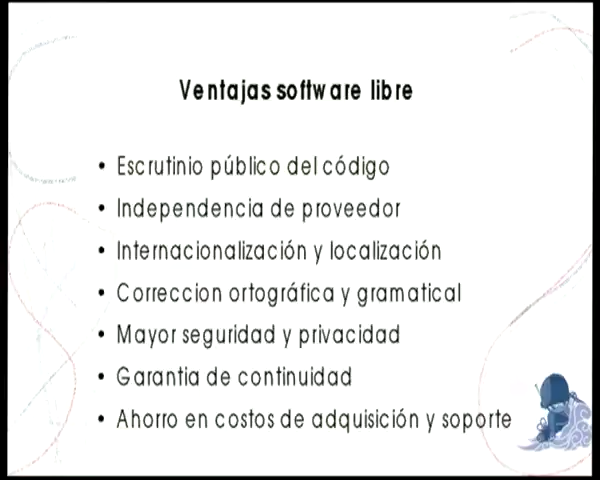 Ventajas software libre
• Escrutinio público del código
• Independencia de proveedor
• Internacionalización y localización
• Correccion ortográfica y gramatical
• Mayor seguridad y privacidad
• Garantia de continuidad
• Ahorro en costos de adquisición y soporte